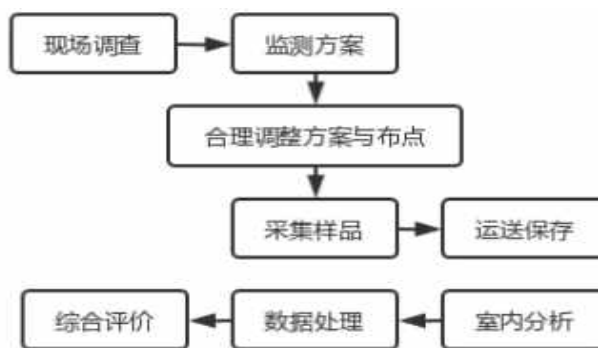 现场调查
监测方案
合理调整方案与布点
采集样品
运送保存
室内分析
数据处理
综合评价